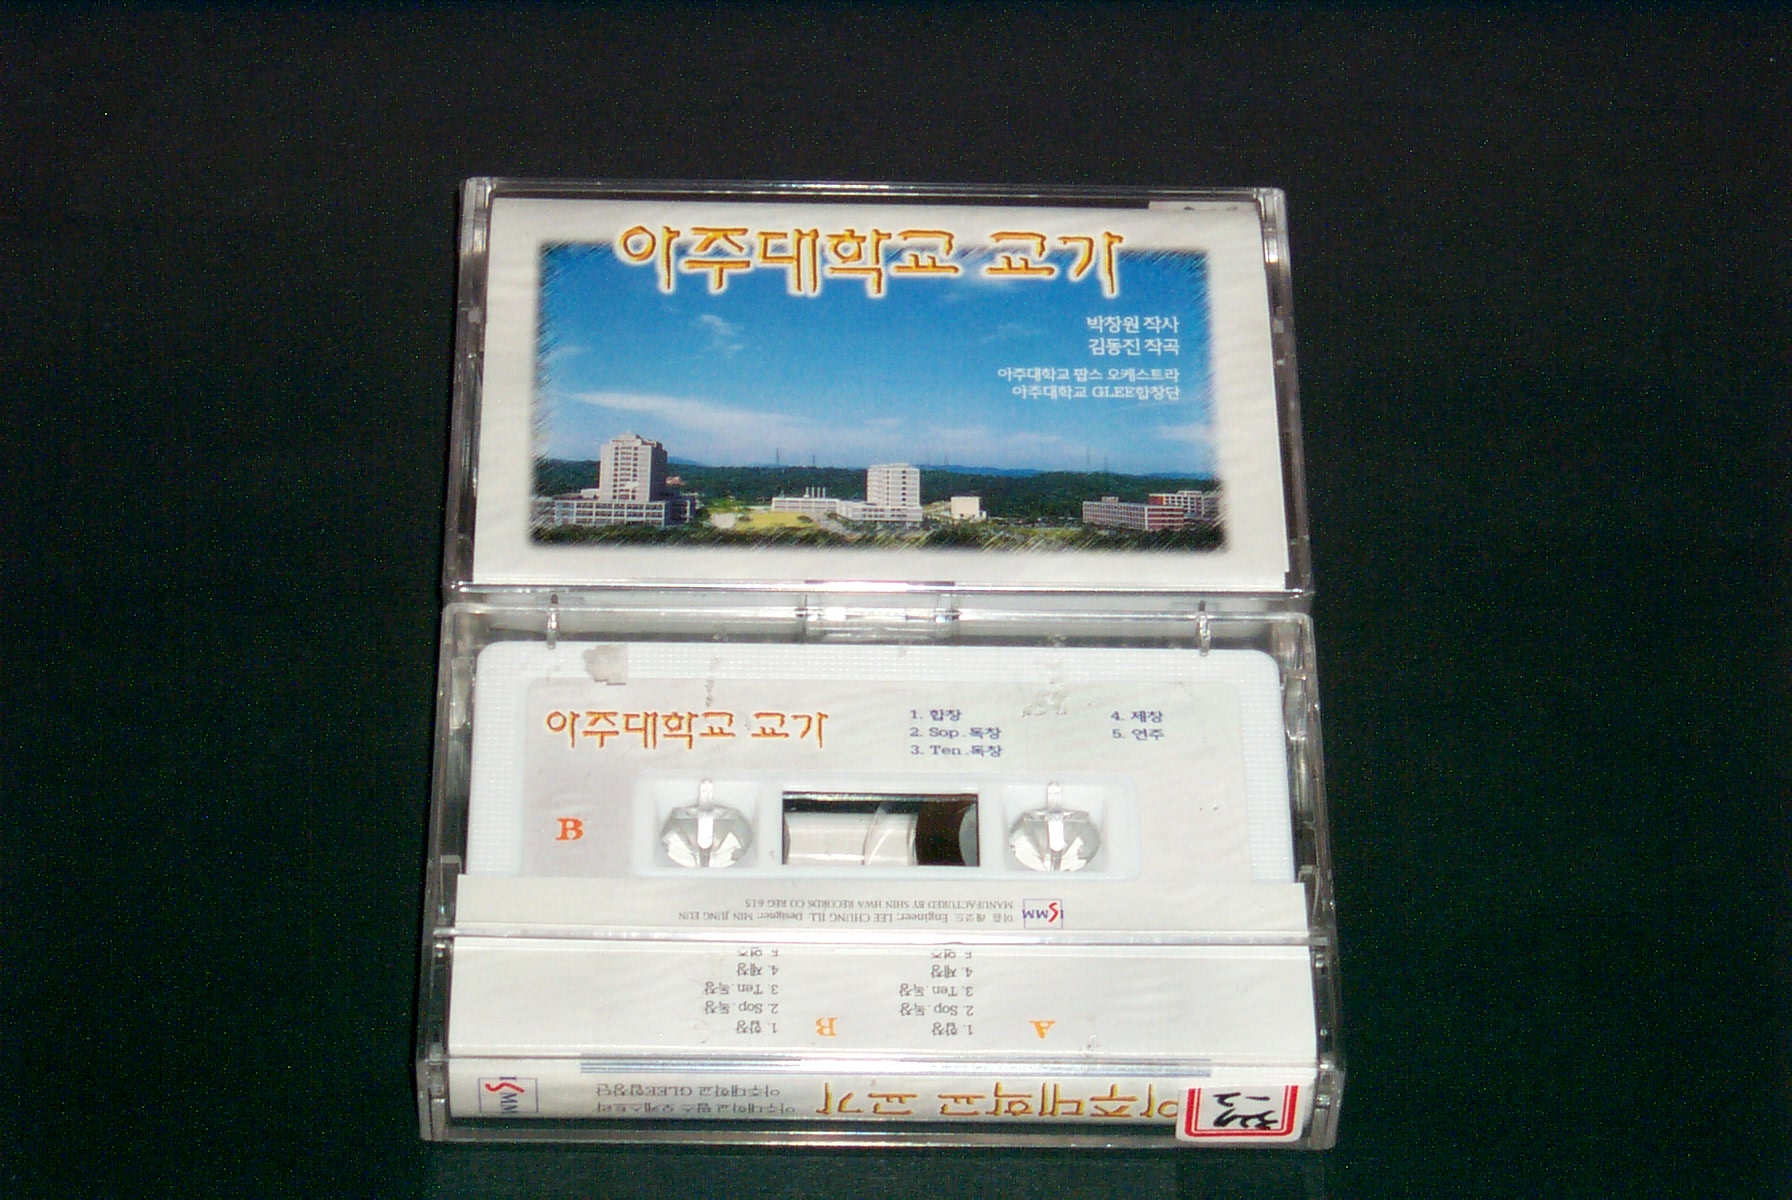 아주대학교 교가
박창원 작사
김동진 작곡
아주대학교 팝스 오케스트라
아주대학교 GLEE합창단
아주대학교 교가
1. 합창
2. Sop .독창
3. Ten .독창
4. 제창
5. 연주
B
ISMM
Engineer; LEE CHUNG ILL. Designer; MIN JUNG EUN
MANUFACTURED BY SHIN HWA RECORDS CO REG 615
A
1. 합창
2. Sop .독창
3. Ten .독창
4. 제창
5. 연주
B
1. 합창
2. Sop .독창
3. Ten .독창
4. 제창
5. 연주
아주대학교 교가
아주대학교 팝스 오케스트라
아주대학교 GLEE합창단
ISMM